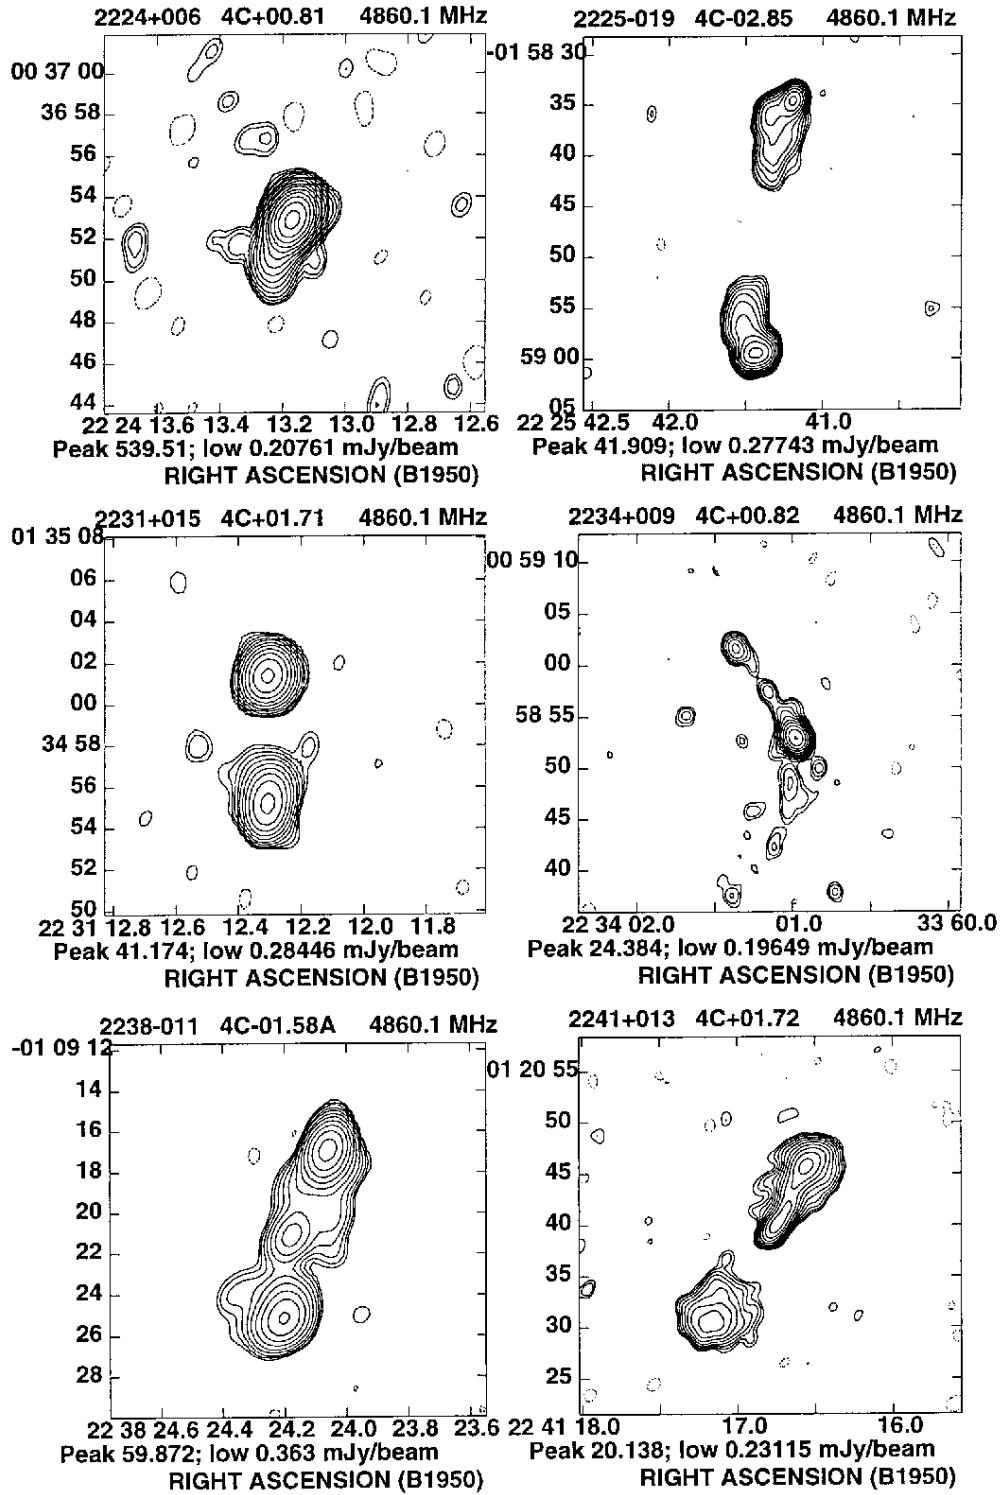 2224+006 4C+00.81 4860.1 MHz
00 37 00
36 58
56
54
52
50
48
46
44
22 24 13.6 13.4 13.2 13.0 12.8 12.6
Peak 539.51; low 0.20761 mJy/beam
RIGHT ASCENSION (B1950)
2225-019 4C-02.85 4860.1 MHz
-01 58 30
35
40
45
50
55
59 00
05
22 25 42.5 42.0 41.0
Peak 41.909; low 0.27743 mJy/beam
RIGHT ASCENSION (B1950)
2231+015 4C+01.71 4860.1 MHz
01 35 08
06
04
02
00
34 58
56
54
52
50
22 31 12.8 12.6 12.4 12.2 12.0 11.8
Peak 41.174; low 0.28446 mJy/beam
RIGHT ASCENSION (B1950)
2234+009 4C+00.82 4860.1 MHz
00 59 10
05
00
58 55
50
45
40
22 34 02.0 01.0 33 60.0
Peak 24.384; low 0.19649 mJy/beam
RIGHT ASCENSION (B1950)
2238-011 4C-01.58A 4860.1 MHz
-01 09 12
14
16
18
20
22
24
26
28
22 38 24.6 24.4 24.2 24.0 23.8 23.6
Peak 59.872; low 0.363 mJy/beam
RIGHT ASCENSION (B1950)
2241+013 4C+01.72 4860.1 MHz
01 20 55
50
45
40
35
30
25
22 41 18.0 17.0 16.0
Peak 20.138; low 0.23115 mJy/beam
RIGHT ASCENSION (B1950)